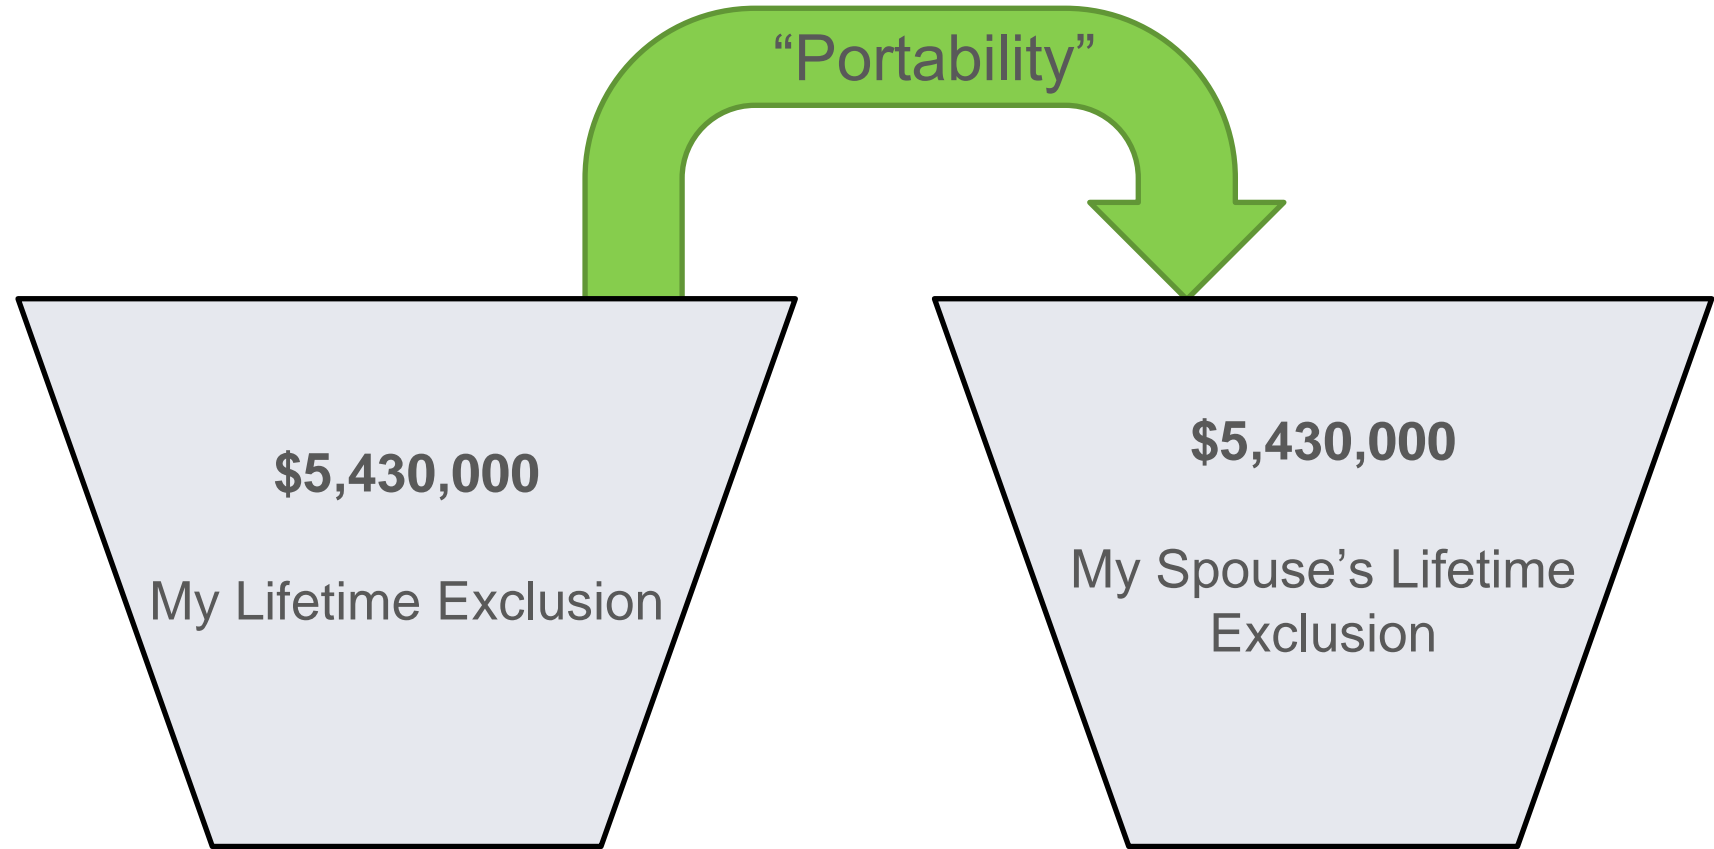 “Portability”
$5,430,000
My Lifetime Exclusion
$5,430,000
My Spouse’s Lifetime
Exclusion